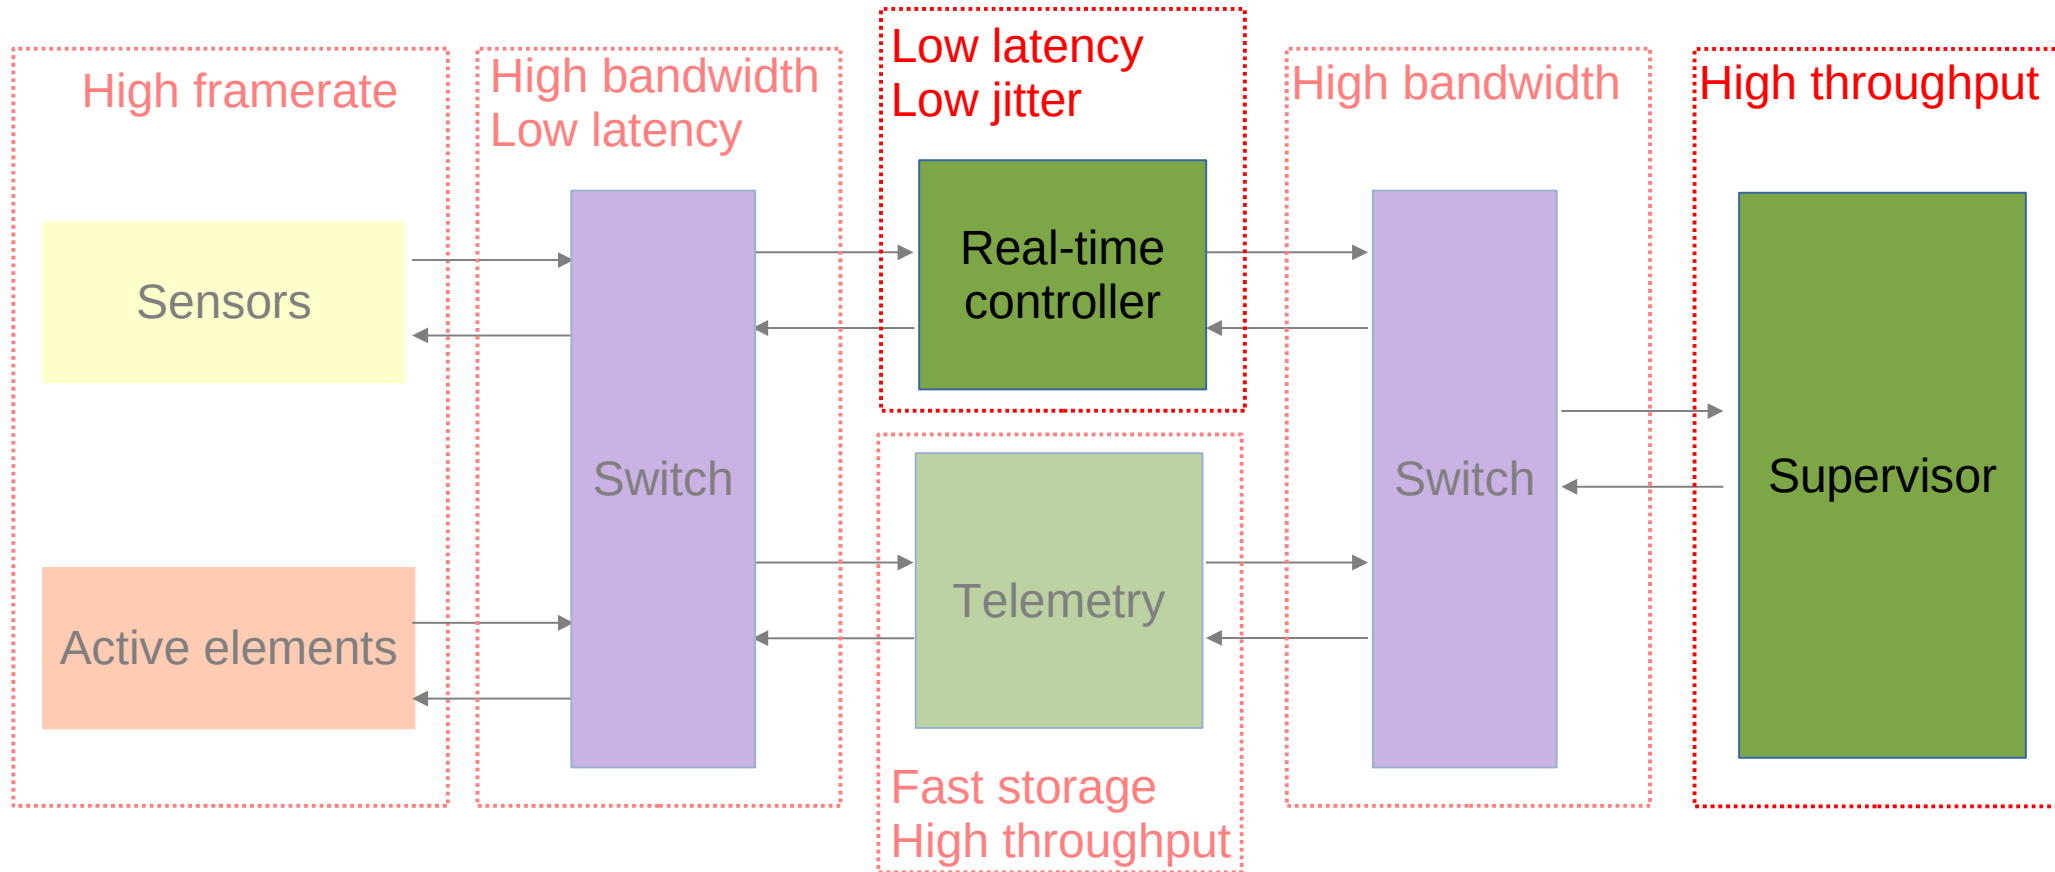 High framerate
Sensors
Active elements
High bandwidth
Low latency
Switch
Low latency
Low jitter
Real-time
controller
Telemetry
Fast storage
High throughput
High bandwidth
Switch
High throughput
Supervisor